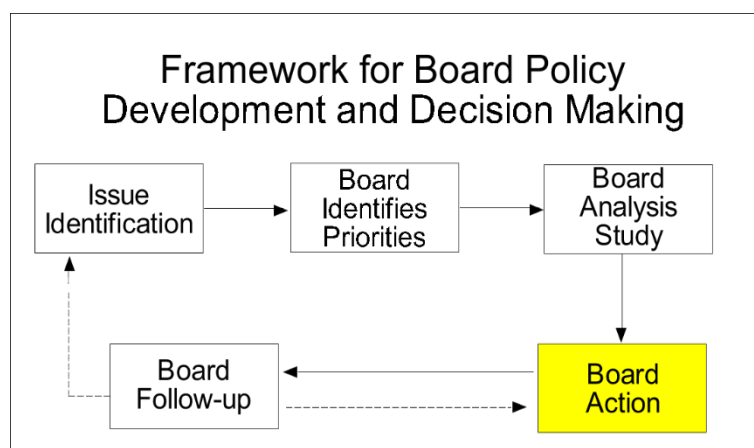 Framework for Board Policy
Development and Decision Making
Issue
Identification
Board
Identifies
Priorities
Board
Analysis
Study
Board
Follow-up
Board
Action